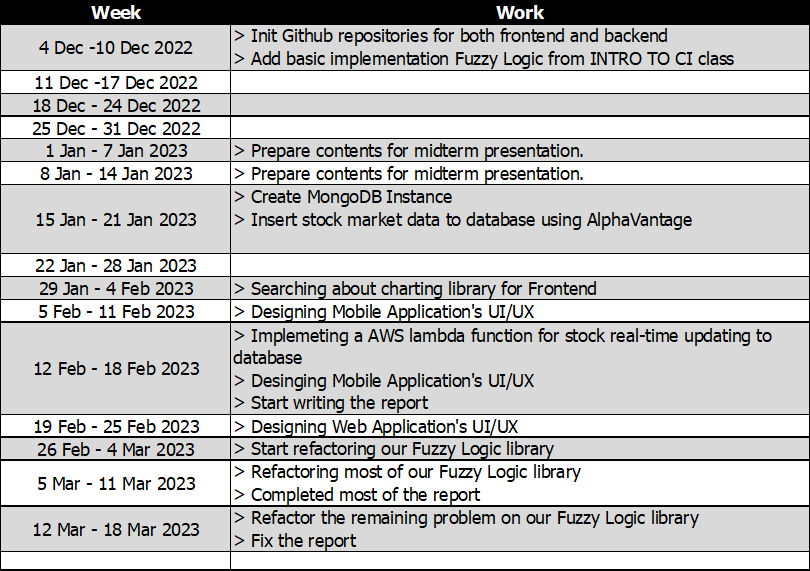 Week Work
4 Dec -10 Dec 2022
> Init Github repositories for both frontend and backend
> Add basic implementation Fuzzy Logic from INTRO TO CI class
11 Dec -17 Dec 2022
18 Dec - 24 Dec 2022
25 Dec - 31 Dec 2022
1 Jan - 7 Jan 2023 > Prepare contents for midterm presentation.
8 Jan - 14 Jan 2023 > Prepare contents for midterm presentation.
15 Jan - 21 Jan 2023
> Create MongoDB Instance
> Insert stock market data to database using AlphaVantage
22 Jan - 28 Jan 2023
29 Jan - 4 Feb 2023 > Searching about charting library for Frontend
5 Feb - 11 Feb 2023 > Designing Mobile Application's UI/UX
12 Feb - 18 Feb 2023
> Implemeting a AWS lambda function for stock real-time updating to
database
> Desinging Mobile Application's UI/UX
> Start writing the report
19 Feb - 25 Feb 2023 > Designing Web Application's UI/UX
26 Feb - 4 Mar 2023 > Start refactoring our Fuzzy Logic library
5 Mar - 11 Mar 2023
> Refactoring most of our Fuzzy Logic library
> Completed most of the report
12 Mar - 18 Mar 2023
> Refactor the remaining problem on our Fuzzy Logic library
> Fix the report